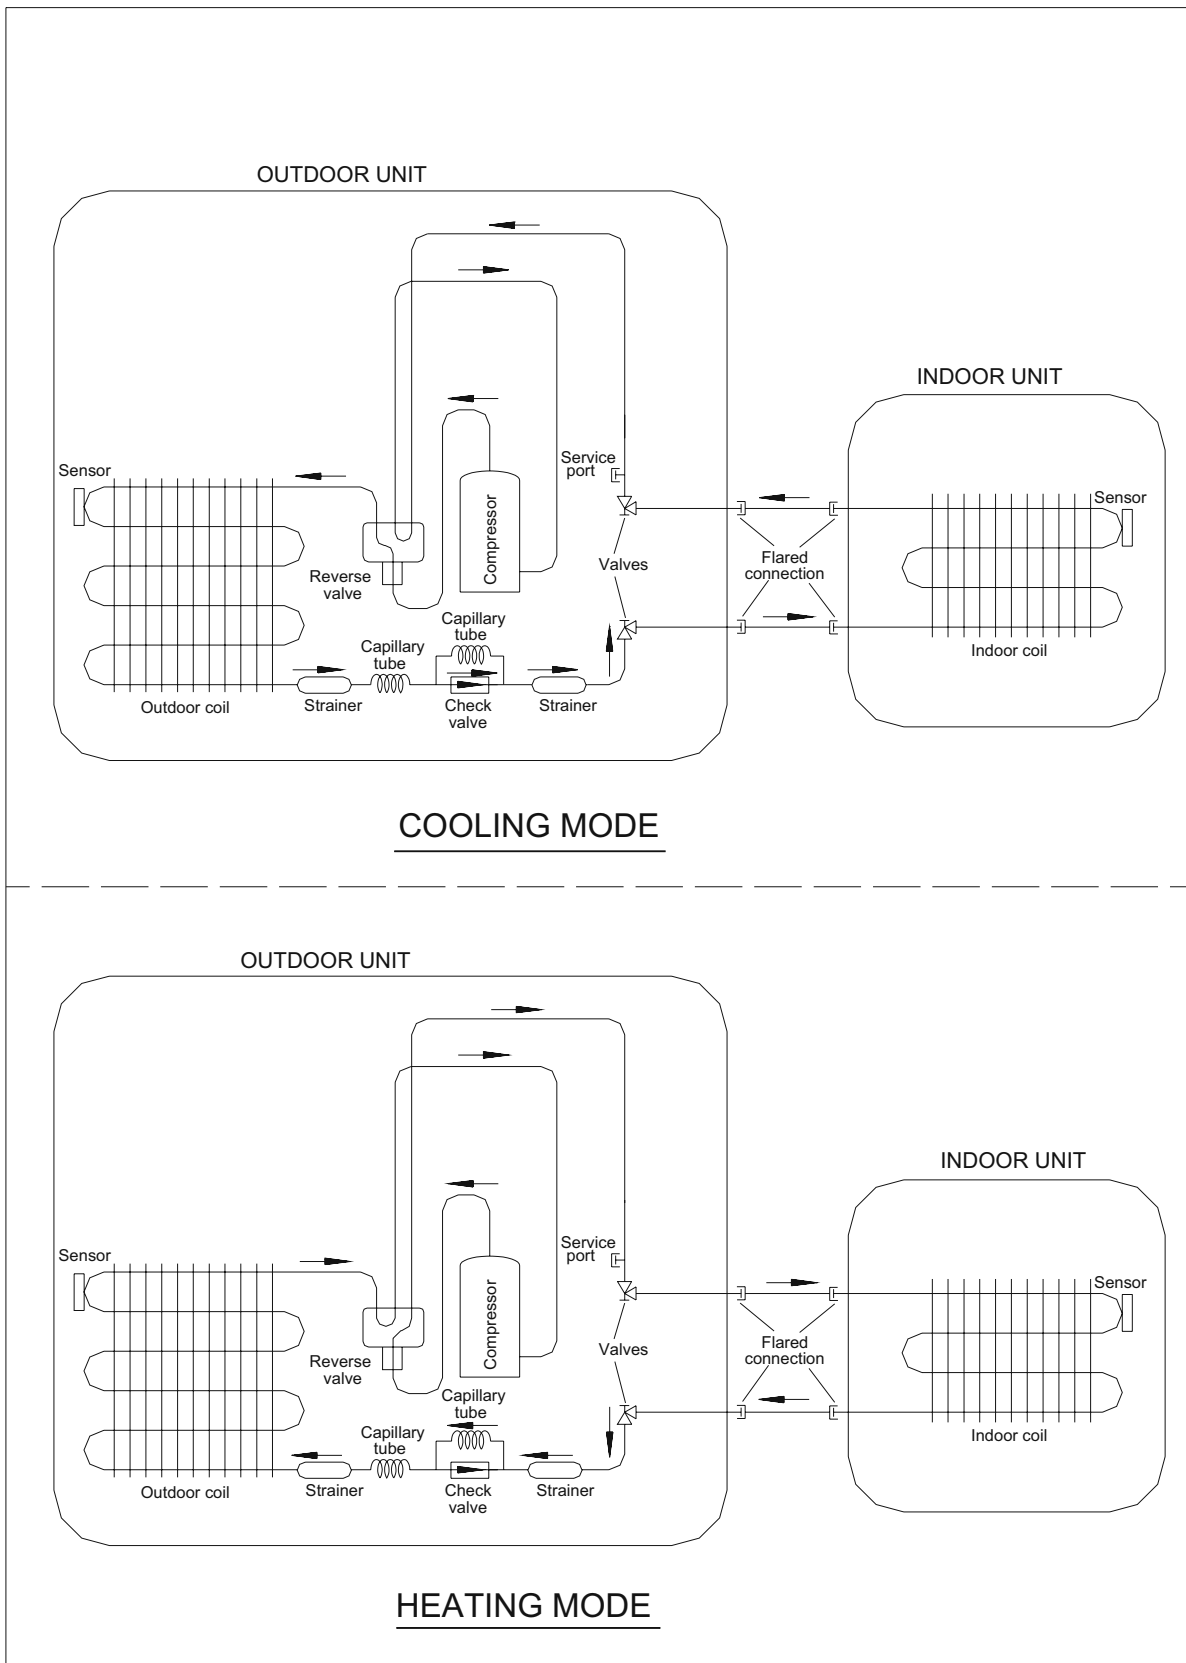 OUTDOOR UNIT
INDOOR UNIT
Sensor
Service
port
Compressor
Sensor
Reverse
valve
Valves
Flared
connection
Capillary
tube
Capillary
tube
Indoor coil
Outdoor coil
Strainer
Check
valve
Strainer
COOLING MODE
OUTDOOR UNIT
INDOOR UNIT
Sensor
Service
port
Compressor
Sensor
Reverse
valve
Valves
Flared
connection
Capillary
tube
Capillary
tube
Indoor coil
Outdoor coil
Strainer
Check
valve
Strainer
HEATING MODE